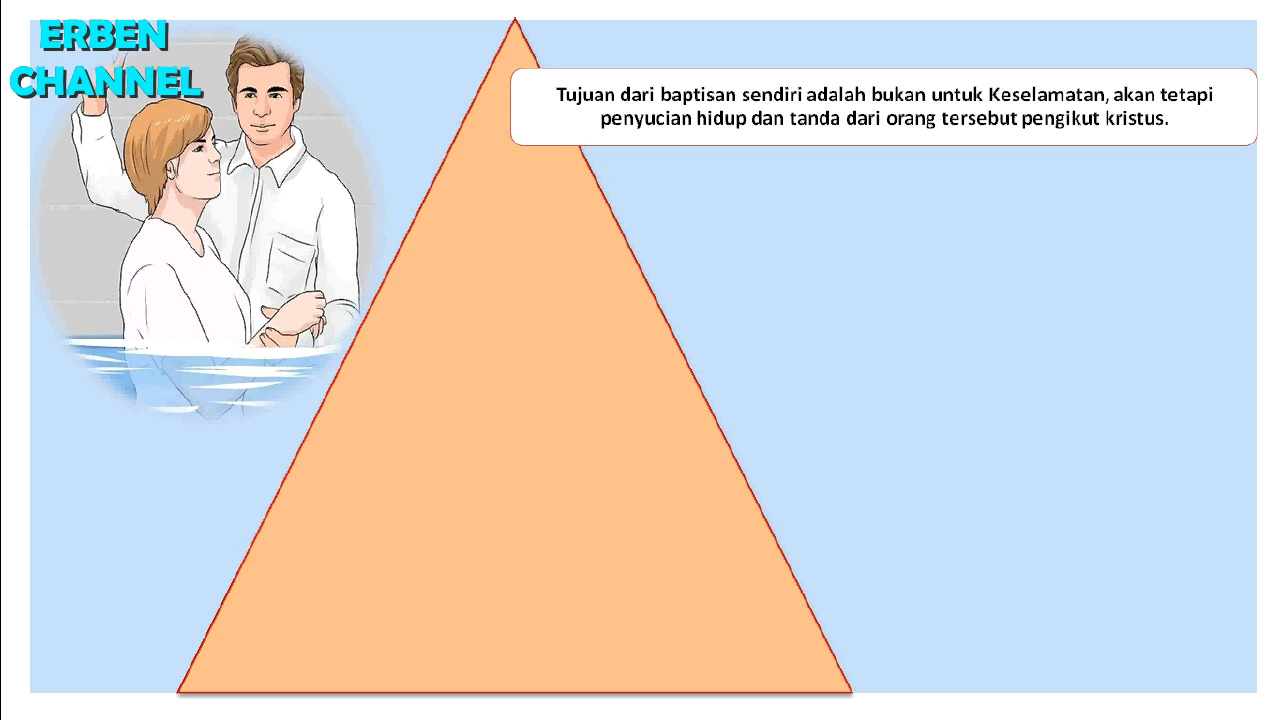 ERBEN
CHANNEL
Tujuan dari baptisan sendiri adalah bukan untuk Keselamatan, akan tetapi
penyucian hidup dan tanda dari orang tersebut pengikut kristus.